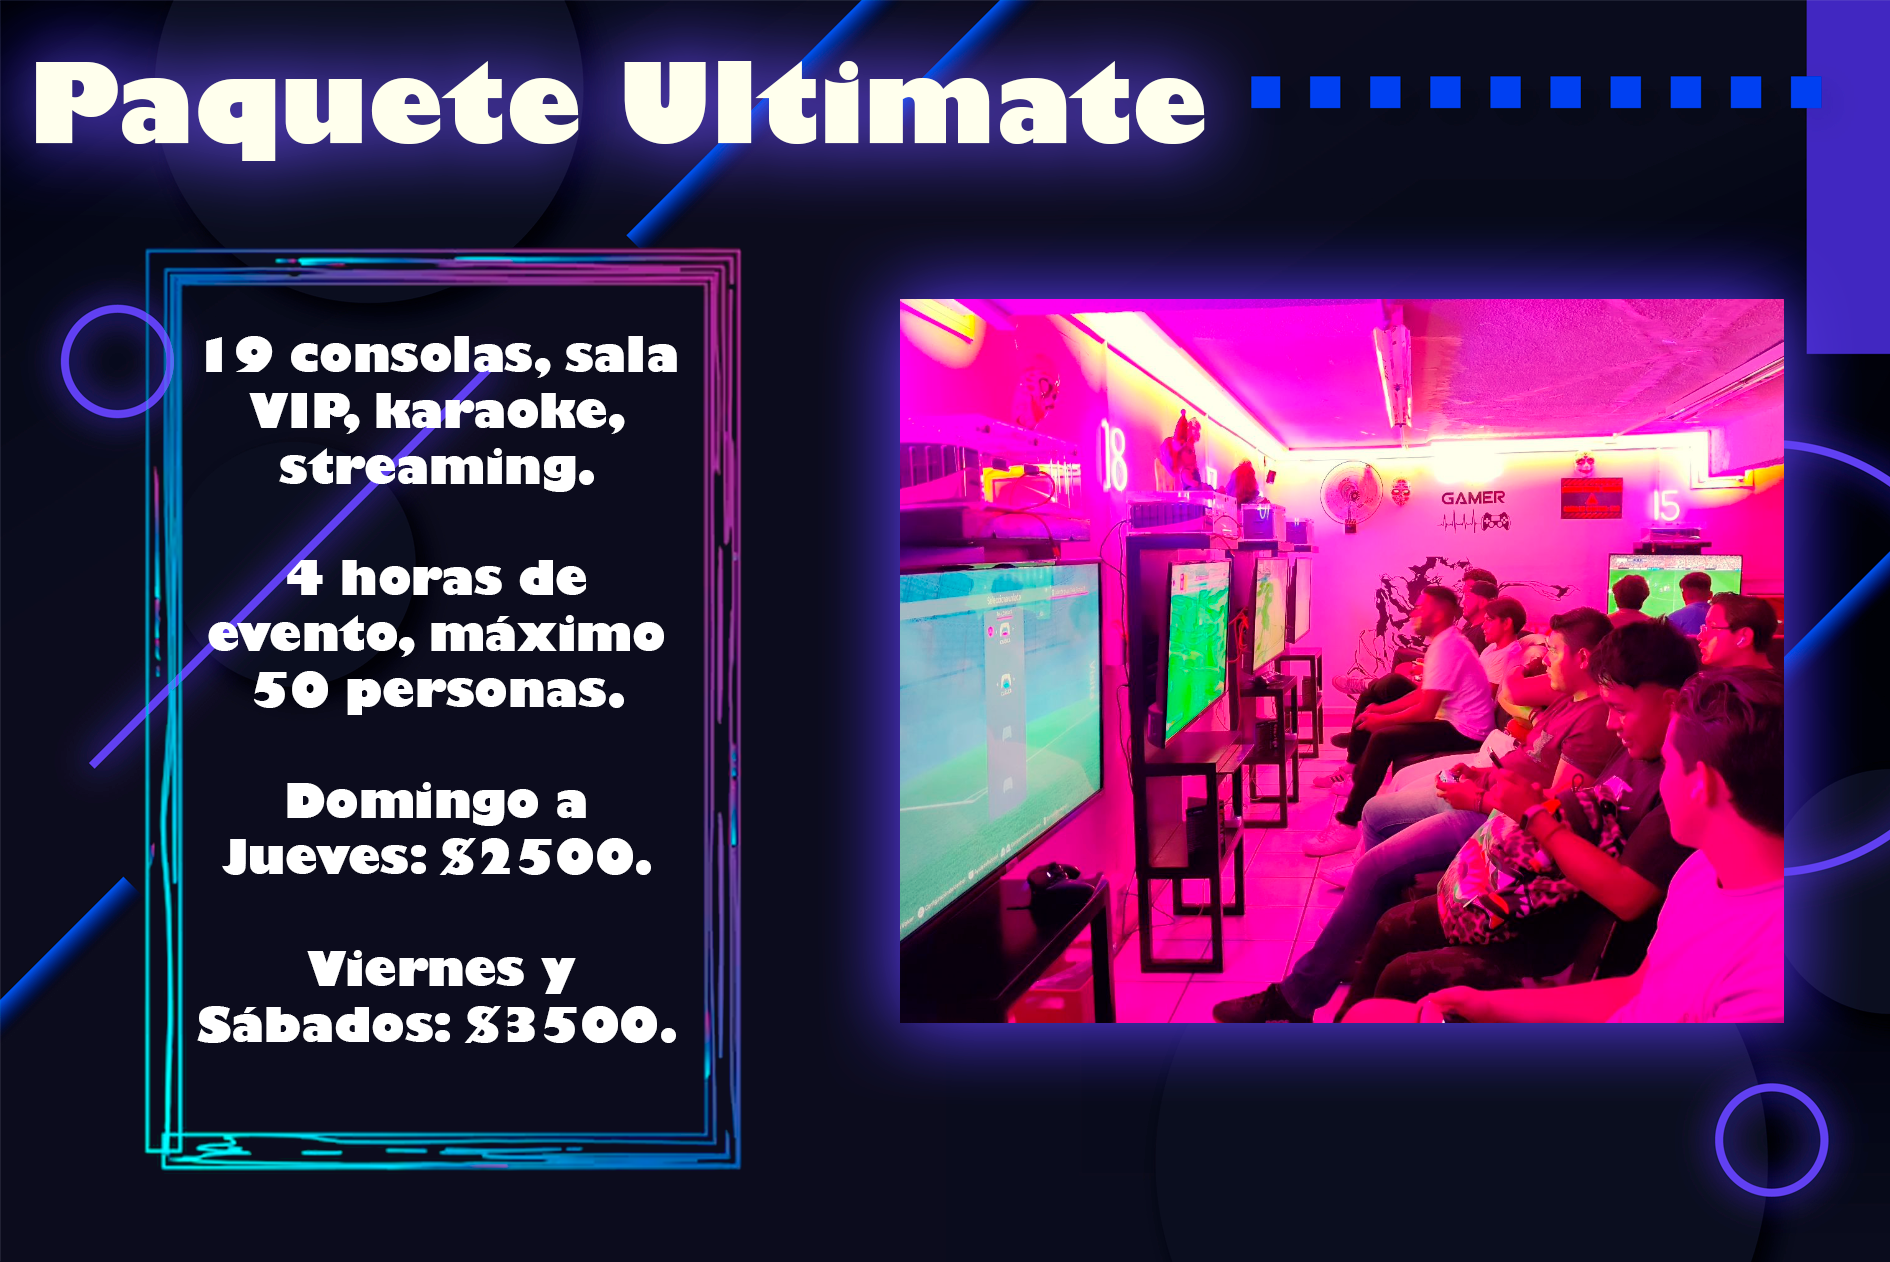 Paquete Ultimate
19 consolas, sala
VIP, karaoke,
streaming.
4 horas de
evento, máximo
50 personas.
Domingo a
Jueves: $2500.
Viernes y
Sábados: $3500.
18
GAMER
15